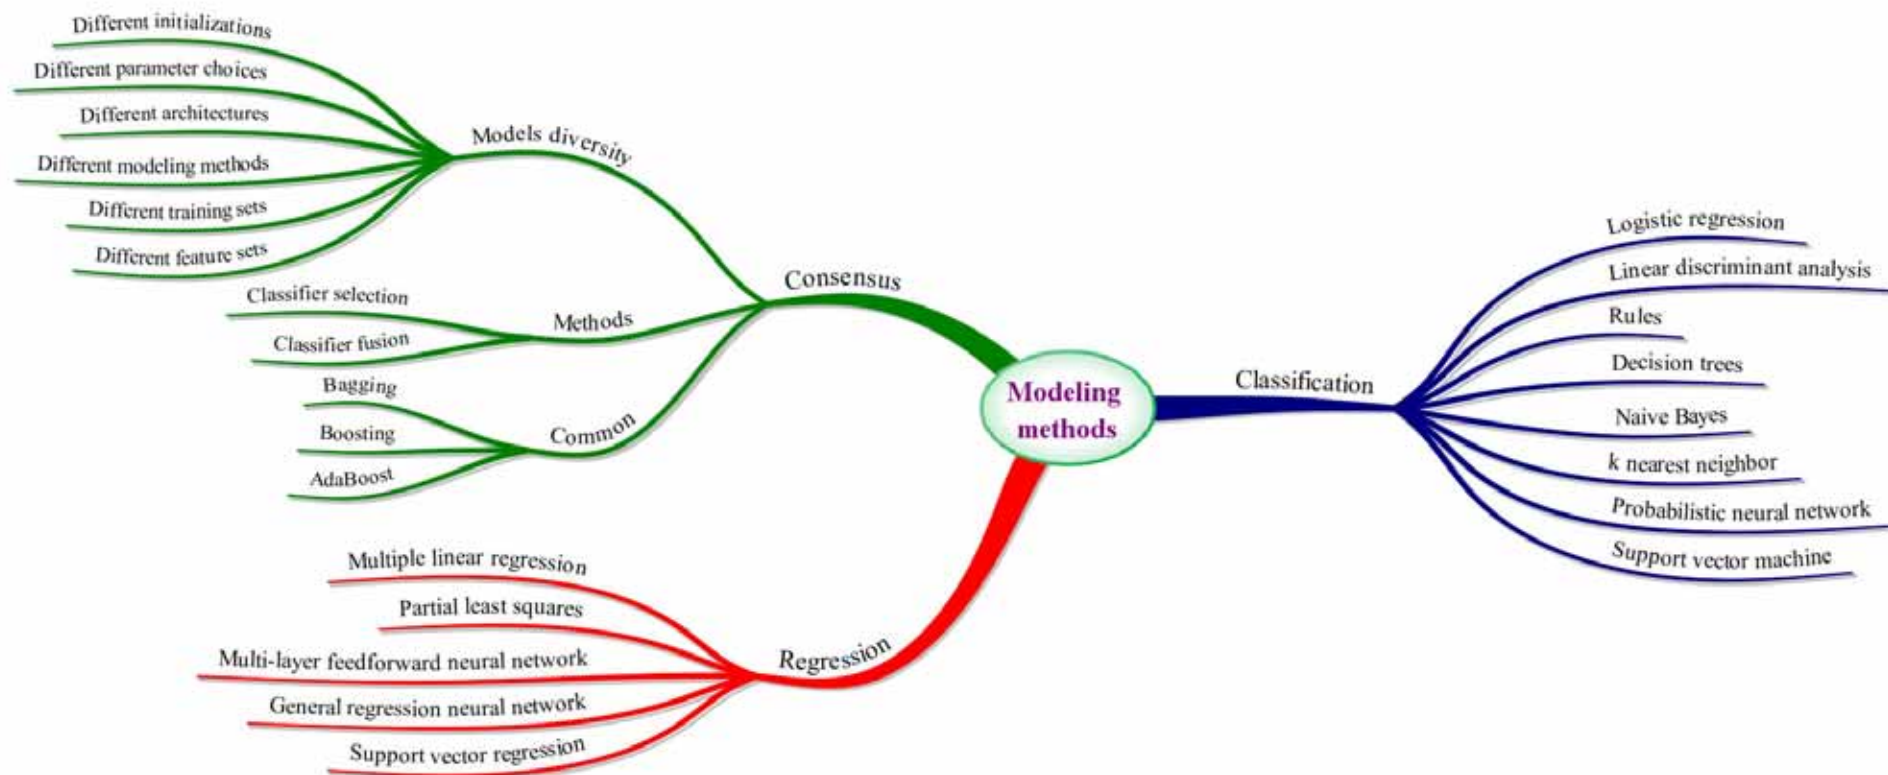 Different initializations
Different parameter choices
Different architectures
Different modeling methods
Different training sets
Different feature sets
Models diversity
Classifier selection
Classifier fusion
Methods
Bagging
Boosting
AdaBoost
Common
Consensus
Modeling
methods
Multiple linear regression
Partial least squares
Multi-layer feedforward neural network
General regression neural network
Support vector regression
Regression
Classification
Logistic regression
Linear discriminant analysis
Rules
Decision trees
Naive Bayes
k nearest neighbor
Probabilistic neural network
Support vector machine